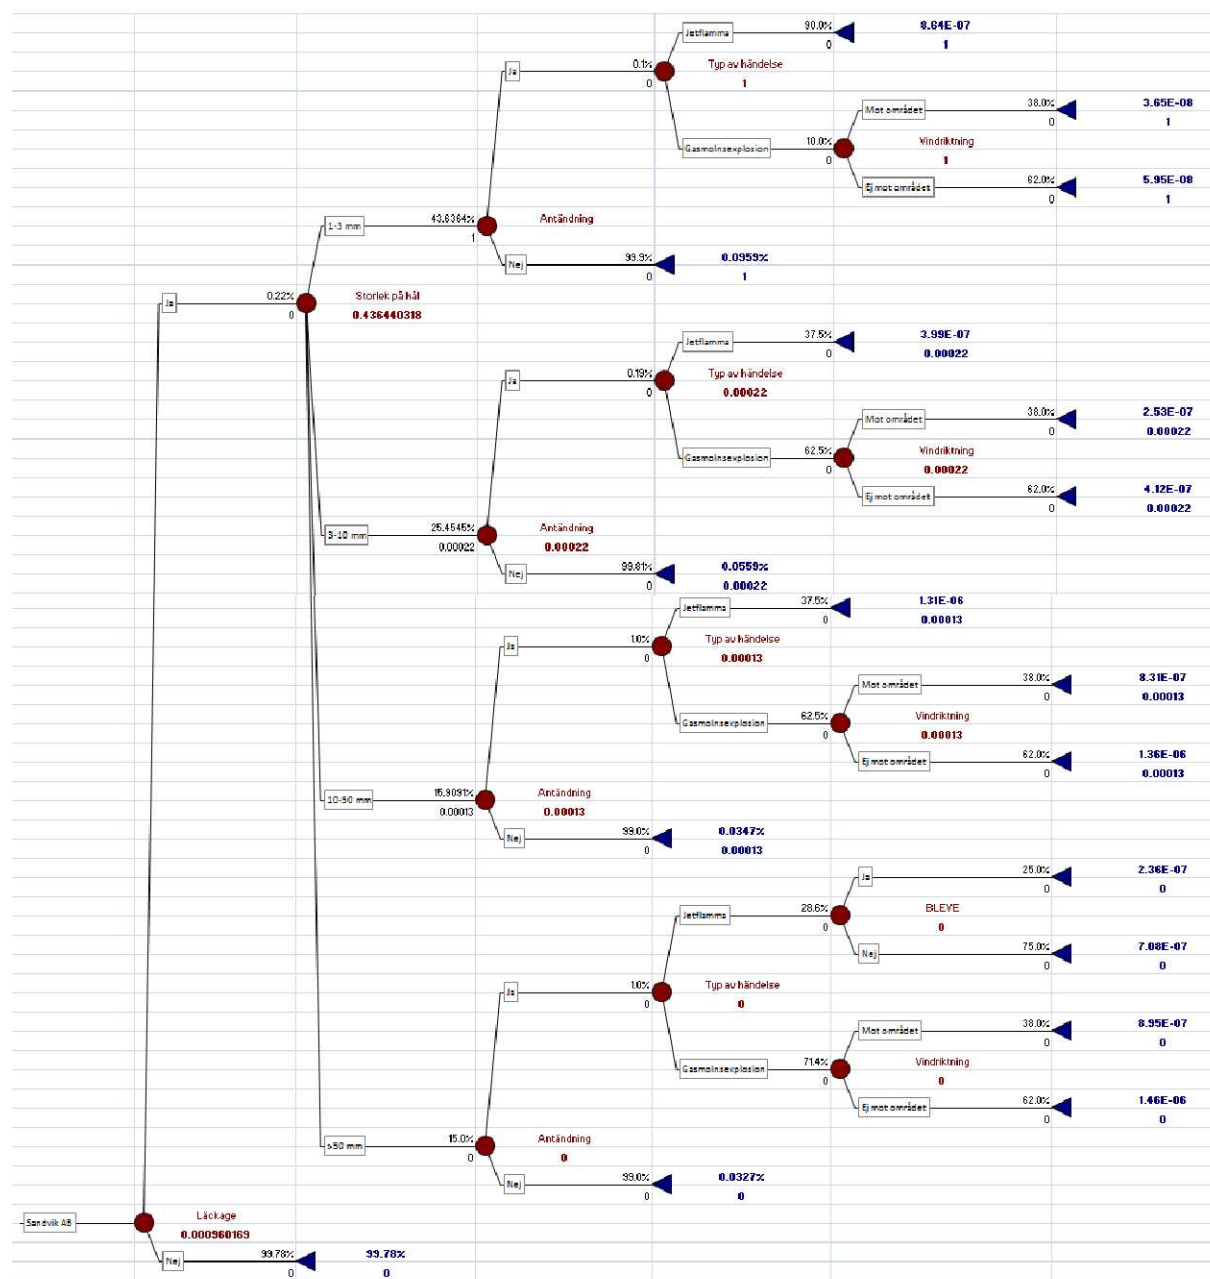 Jetflamma 90.0% 8.64E-07
0 1
Ja 0.1% Typ av händelse
0 1
Mot området 38.0% 3.65E-08
0 1
Gasmolnsexplosion 10.0% Vindriktning
0 1
Ej mot området 62.0% 5.95E-08
0 1
1-3 mm 43.6364% Antändning
1
Nej 99.9% 0.0959%
0 1
Ja 0.22% Storlek på hål
0 0.436440318
Jetflamma 37.5% 3.99E-07
0 0.00022
Ja 0.19% Typ av händelse
0 0.00022
Mot området 38.0% 2.53E-07
0 0.00022
Gasmolnsexplosion 62.5% Vindriktning
0 0.00022
Ej mot området 62.0% 4.12E-07
0 0.00022
3-10 mm 25.4545% Antändning
0.00022 0.00022
Nej 99.81% 0.0559%
0 0.00022
Jetflamma 37.5% 1.31E-06
0 0.00013
Ja 1.0% Typ av händelse
0 0.00013
Mot området 38.0% 8.31E-07
0 0.00013
Gasmolnsexplosion 62.5% Vindriktning
0 0.00013
Ej mot området 62.0% 1.36E-06
0 0.00013
10-50 mm 15.9091% Antändning
0.00013 0.00013
Nej 99.0% 0.0347%
0 0.00013
Ja 25.0% 2.36E-07
0 0
Jetflamma 28.6% BLEVE
0 0
Nej 75.0% 7.08E-07
0 0
Ja 1.0% Typ av händelse
0 0
Mot området 38.0% 8.95E-07
0 0
Gasmolnsexplosion 71.4% Vindriktning
0 0
Ej mot området 62.0% 1.46E-06
0 0
>50 mm 15.0% Antändning
0 0
Nej 99.0% 0.0327%
0 0
Sandvik AB Läckage
0.000960169
Nej 99.78% 99.78%
0 0